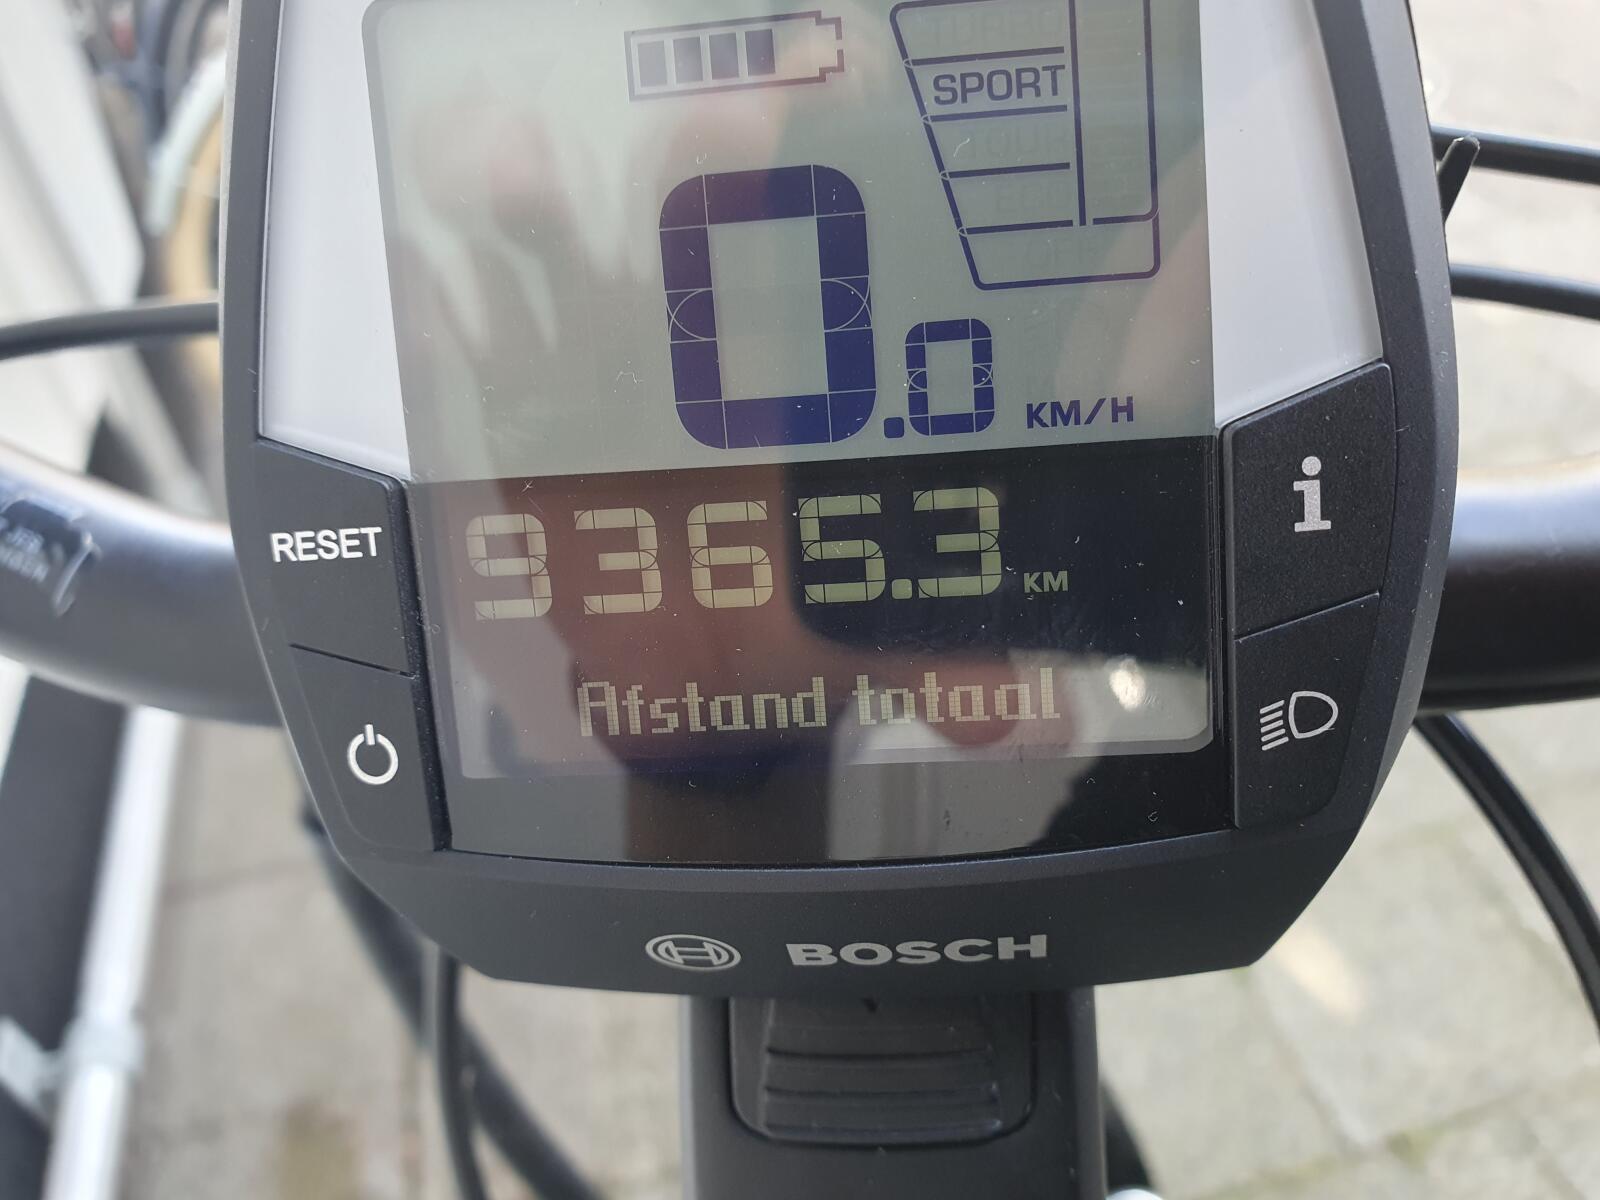 SPORT
0.0 KM/H
9365.3 KM
RESET
i
Afstand totaal
BOSCH